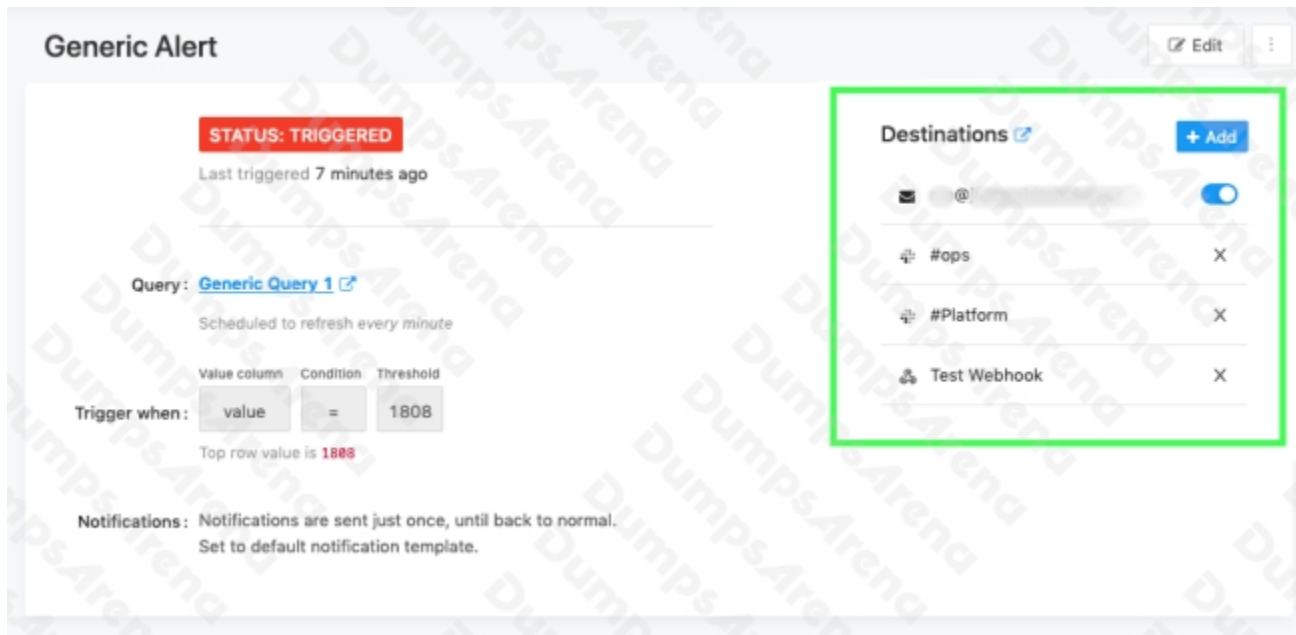 Generic Alert
Edit
STATUS: TRIGGERED
Last triggered 7 minutes ago
Query: Generic Query 1
Scheduled to refresh every minute
Value column Condition Threshold
Trigger when: value = 1808
Top row value is 1808
Notifications: Notifications are sent just once, until back to normal.
Set to default notification template.
Destinations
+ Add
@
#ops
#Platform
Test Webhook
DumpsArena